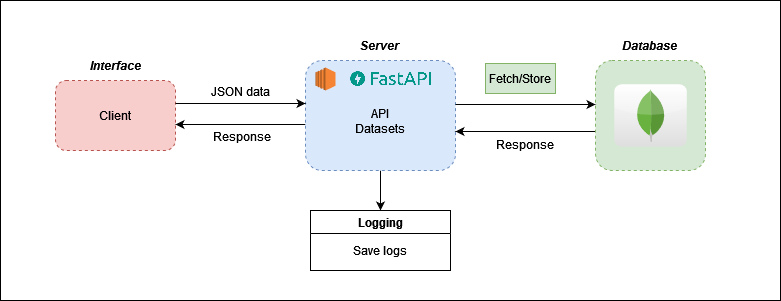 Interface
Server
Database
Client
JSON data
Response
FastAPI
API
Datasets
Fetch/Store
Response
Logging
Save logs